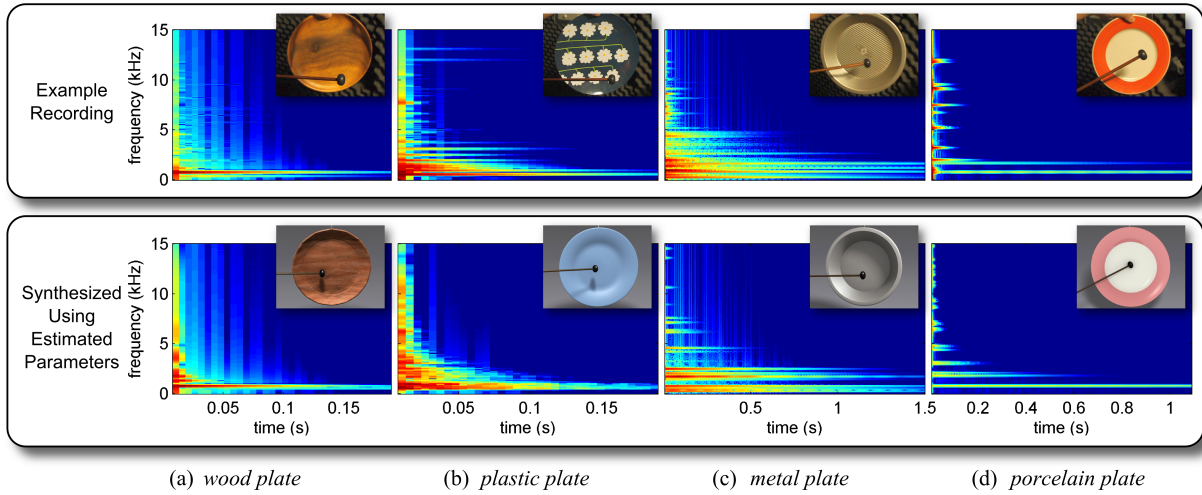 Example
Recording
frequency (kHz)
15
10
5
0
Synthesized
Using
Estimated
Parameters
frequency (kHz)
15
10
5
0
0.05 0.1 0.15
time (s)
0.05 0.1 0.15
time (s)
0.5 1 1.5
time (s)
0.2 0.4 0.6 0.8 1
time (s)
(a) wood plate
(b) plastic plate
(c) metal plate
(d) porcelain plate